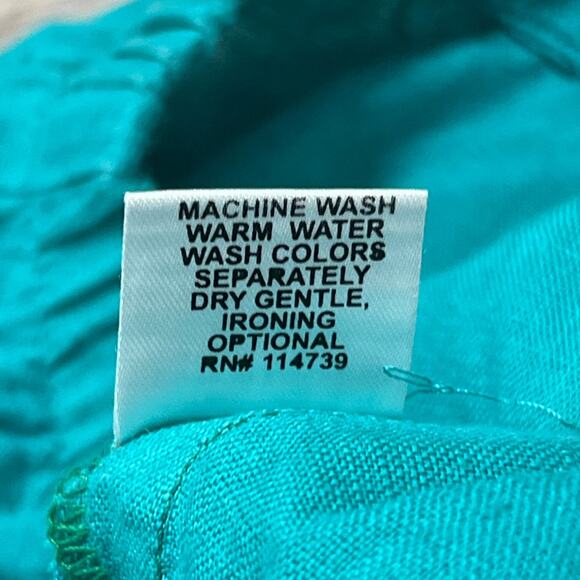 MACHINE WASH
WARM WATER
WASH COLORS
SEPARATELY
DRY GENTLE,
IRONING
OPTIONAL
RN# 114739